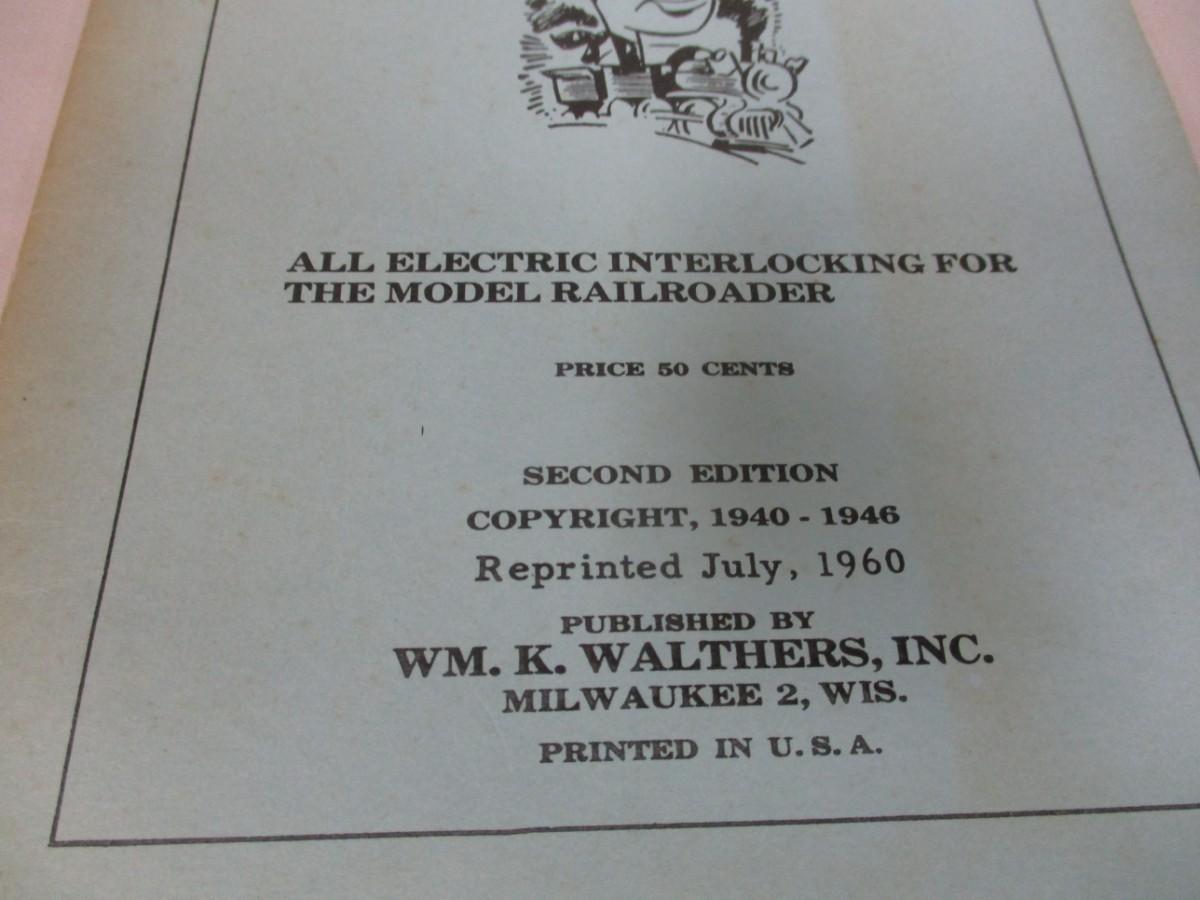 ALL ELECTRIC INTERLOCKING FOR
THE MODEL RAILROADER
PRICE 50 CENTS
SECOND EDITION
COPYRIGHT, 1940 - 1946
Reprinted July, 1960
PUBLISHED BY
WM. K. WALTHERS, INC.
MILWAUKEE 2, WIS.
PRINTED IN U. S. A.